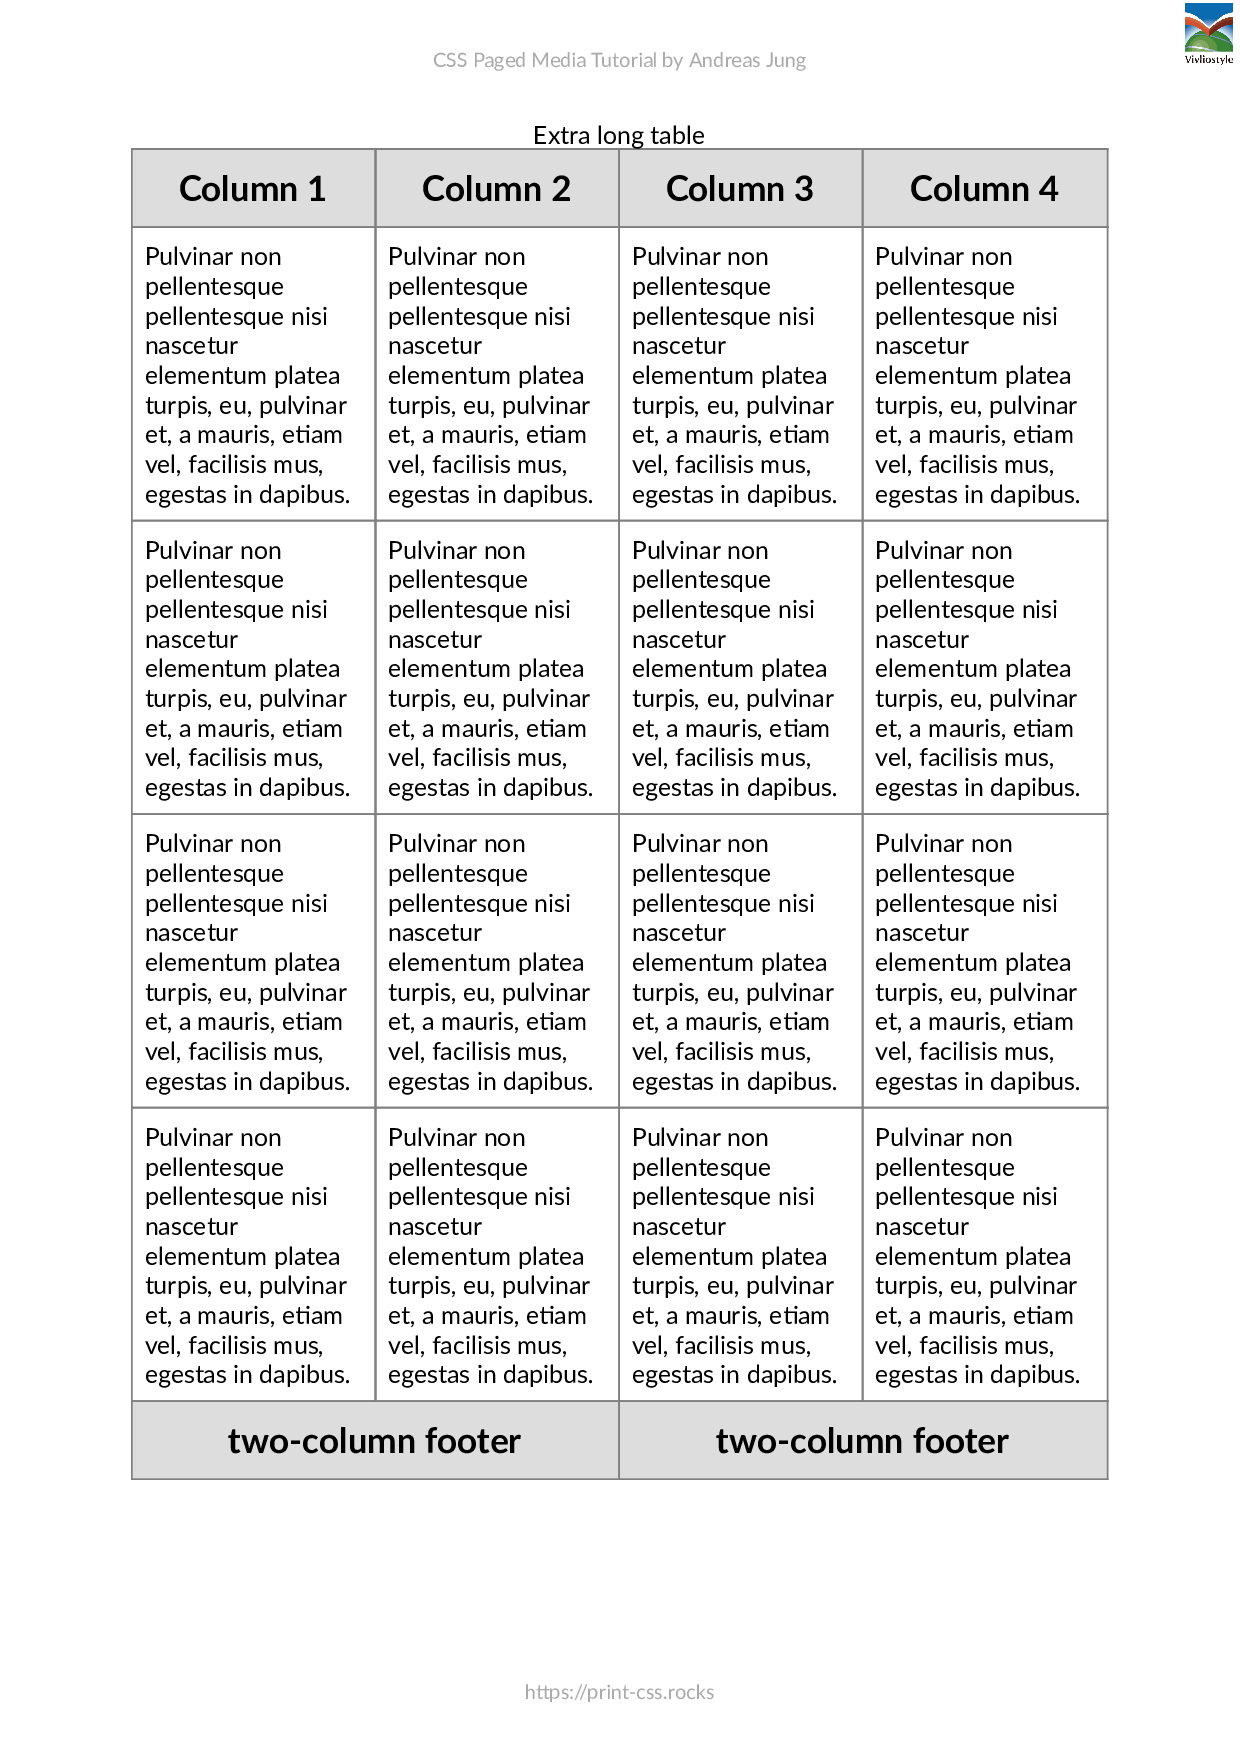 CSS Paged Media Tutorial by Andreas Jung
Vivliostyle
Extra long table
Column 1 Column 2 Column 3 Column 4
Pulvinar non Pulvinar non Pulvinar non Pulvinar non
pellentesque pellentesque pellentesque pellentesque
pellentesque nisi pellentesque nisi pellentesque nisi pellentesque nisi
nascetur nascetur nascetur nascetur
elementum platea elementum platea elementum platea elementum platea
turpis, eu, pulvinar turpis, eu, pulvinar turpis, eu, pulvinar turpis, eu, pulvinar
et, a mauris, etiam et, a mauris, etiam et, a mauris, etiam et, a mauris, etiam
vel, facilisis mus, vel, facilisis mus, vel, facilisis mus, vel, facilisis mus,
egestas in dapibus. egestas in dapibus. egestas in dapibus. egestas in dapibus.
Pulvinar non Pulvinar non Pulvinar non Pulvinar non
pellentesque pellentesque pellentesque pellentesque
pellentesque nisi pellentesque nisi pellentesque nisi pellentesque nisi
nascetur nascetur nascetur nascetur
elementum platea elementum platea elementum platea elementum platea
turpis, eu, pulvinar turpis, eu, pulvinar turpis, eu, pulvinar turpis, eu, pulvinar
et, a mauris, etiam et, a mauris, etiam et, a mauris, etiam et, a mauris, etiam
vel, facilisis mus, vel, facilisis mus, vel, facilisis mus, vel, facilisis mus,
egestas in dapibus. egestas in dapibus. egestas in dapibus. egestas in dapibus.
Pulvinar non Pulvinar non Pulvinar non Pulvinar non
pellentesque pellentesque pellentesque pellentesque
pellentesque nisi pellentesque nisi pellentesque nisi pellentesque nisi
nascetur nascetur nascetur nascetur
elementum platea elementum platea elementum platea elementum platea
turpis, eu, pulvinar turpis, eu, pulvinar turpis, eu, pulvinar turpis, eu, pulvinar
et, a mauris, etiam et, a mauris, etiam et, a mauris, etiam et, a mauris, etiam
vel, facilisis mus, vel, facilisis mus, vel, facilisis mus, vel, facilisis mus,
egestas in dapibus. egestas in dapibus. egestas in dapibus. egestas in dapibus.
Pulvinar non Pulvinar non Pulvinar non Pulvinar non
pellentesque pellentesque pellentesque pellentesque
pellentesque nisi pellentesque nisi pellentesque nisi pellentesque nisi
nascetur nascetur nascetur nascetur
elementum platea elementum platea elementum platea elementum platea
turpis, eu, pulvinar turpis, eu, pulvinar turpis, eu, pulvinar turpis, eu, pulvinar
et, a mauris, etiam et, a mauris, etiam et, a mauris, etiam et, a mauris, etiam
vel, facilisis mus, vel, facilisis mus, vel, facilisis mus, vel, facilisis mus,
egestas in dapibus. egestas in dapibus. egestas in dapibus. egestas in dapibus.
two-column footer two-column footer
https://print-css.rocks